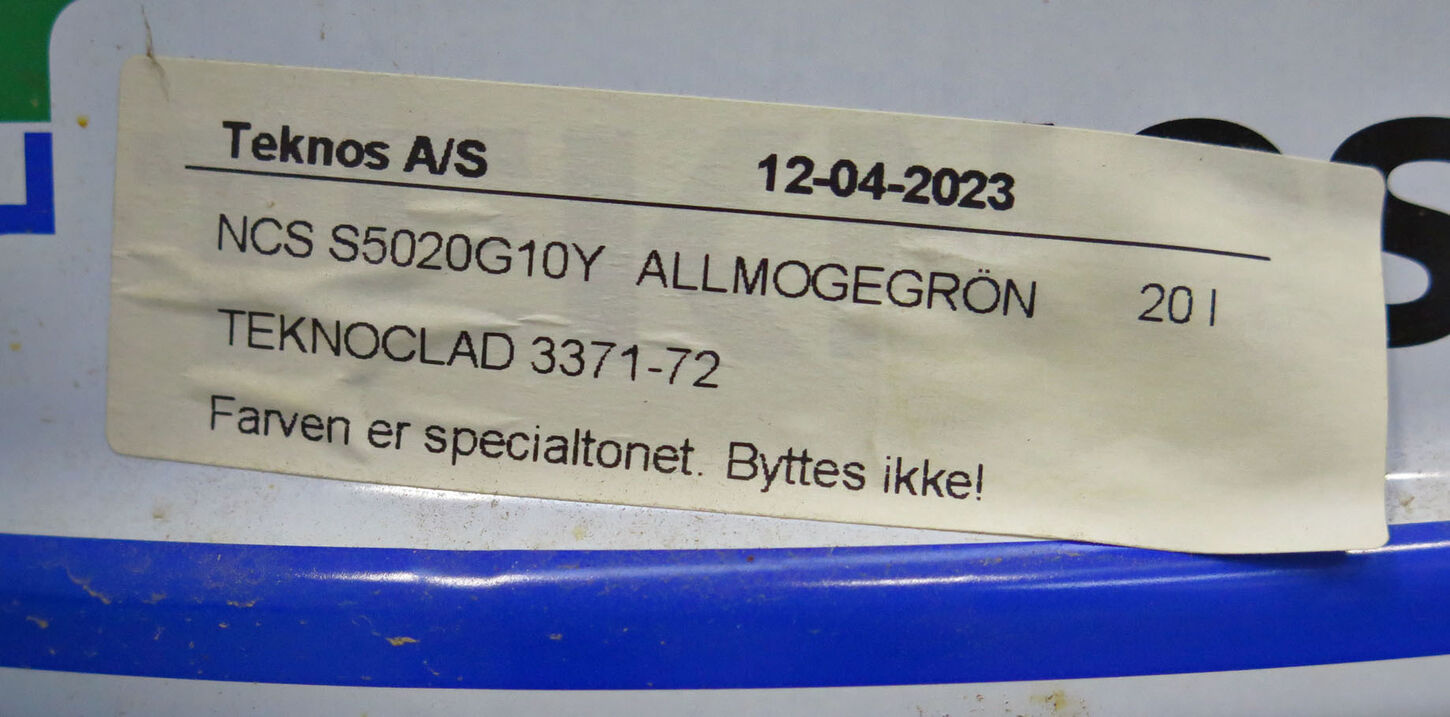 Teknos A/S 12-04-2023
NCS S5020G10Y ALLMOGEGRÖN 20 l
TEKNOCLAD 3371-72
Farven er specialtonet. Byttes ikke!